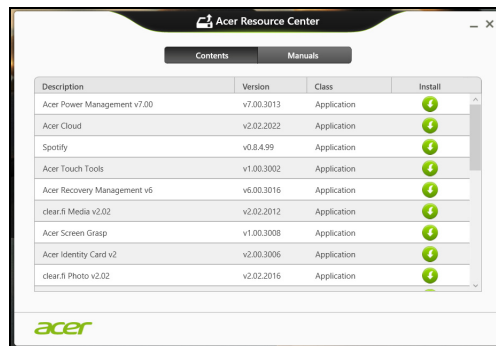 Acer Resource Center
Contents Manuals
Description Version Class Install
Acer Power Management v7.00 v7.00.3013 Application
Acer Cloud v2.02.2022 Application
Spotify v0.8.4.99 Application
Acer Touch Tools v1.00.3002 Application
Acer Recovery Management v6 v6.00.3016 Application
clear.fi Media v2.02 v2.02.2012 Application
Acer Screen Grasp v1.00.3008 Application
Acer Identity Card v2 v2.00.3006 Application
clear.fi Photo v2.02 v2.02.2016 Application
acer